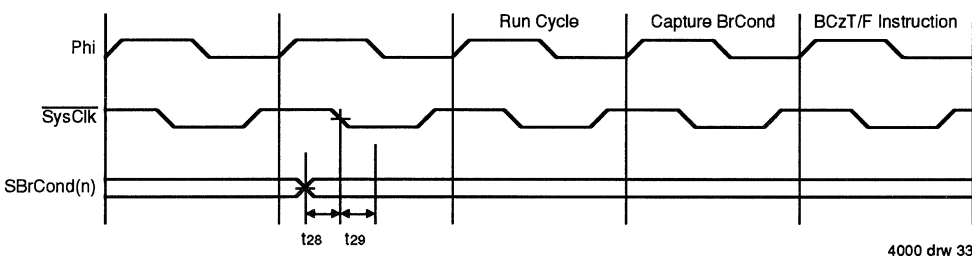 Run Cycle
Capture BrCond
BCzT/F Instruction
Phi
SysClk
SBrCond(n)
t28
t29
4000 drw 33